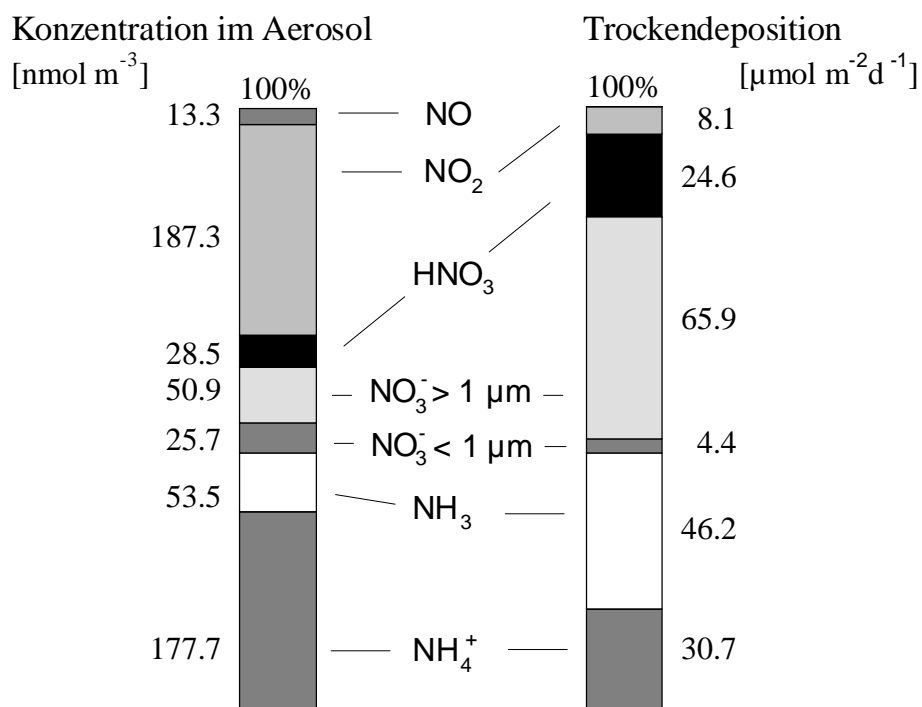 Konzentration im Aerosol
[nmol m⁻³]
Trockendeposition
[µmol m⁻²d⁻¹]
100%
100%
13.3
NO
8.1
NO₂
24.6
187.3
HNO₃
65.9
28.5
50.9
NO₃⁻ > 1 µm
25.7
NO₃⁻ < 1 µm
4.4
53.5
NH₃
46.2
177.7
NH₄⁺
30.7